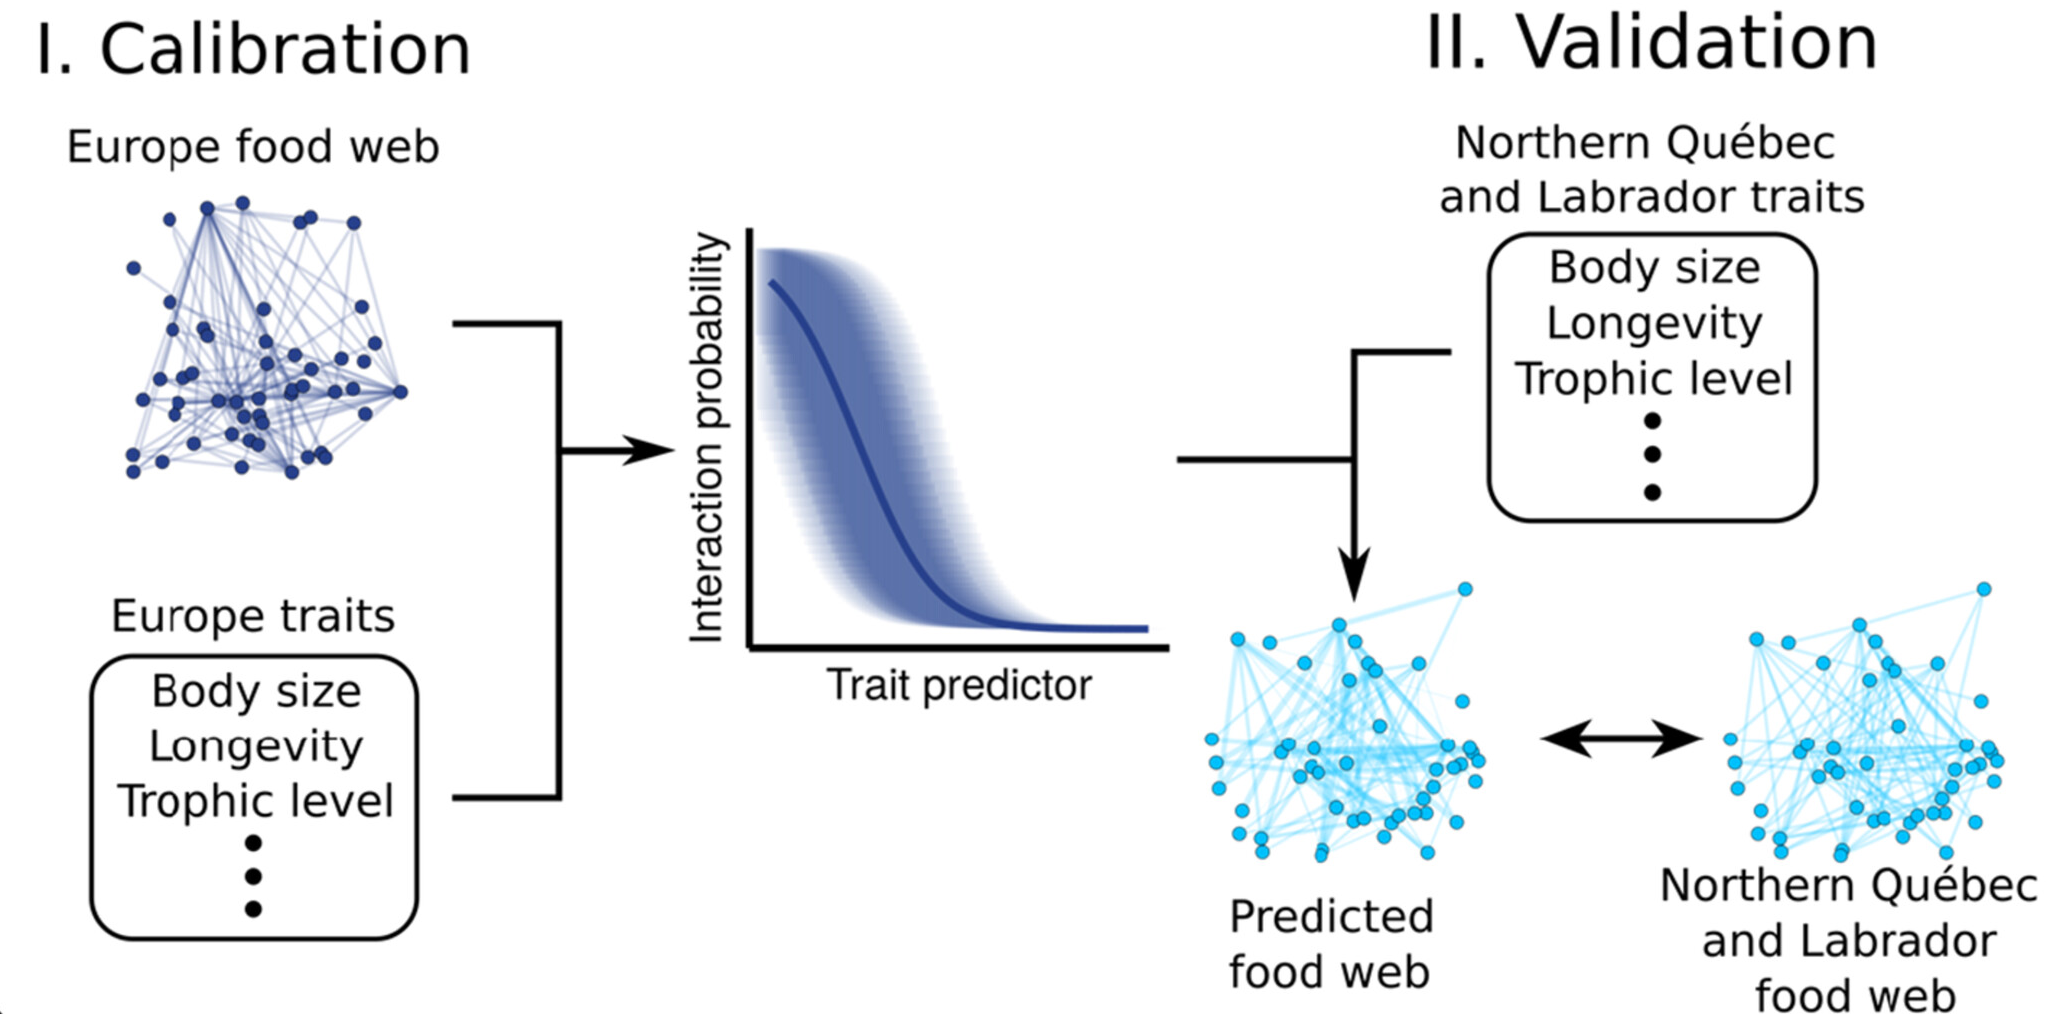 I. Calibration
Europe food web
Europe traits
Body size
Longevity
Trophic level
Interaction probability
Trait predictor
II. Validation
Northern Québec
and Labrador traits
Body size
Longevity
Trophic level
Predicted
food web
Northern Québec
and Labrador
food web